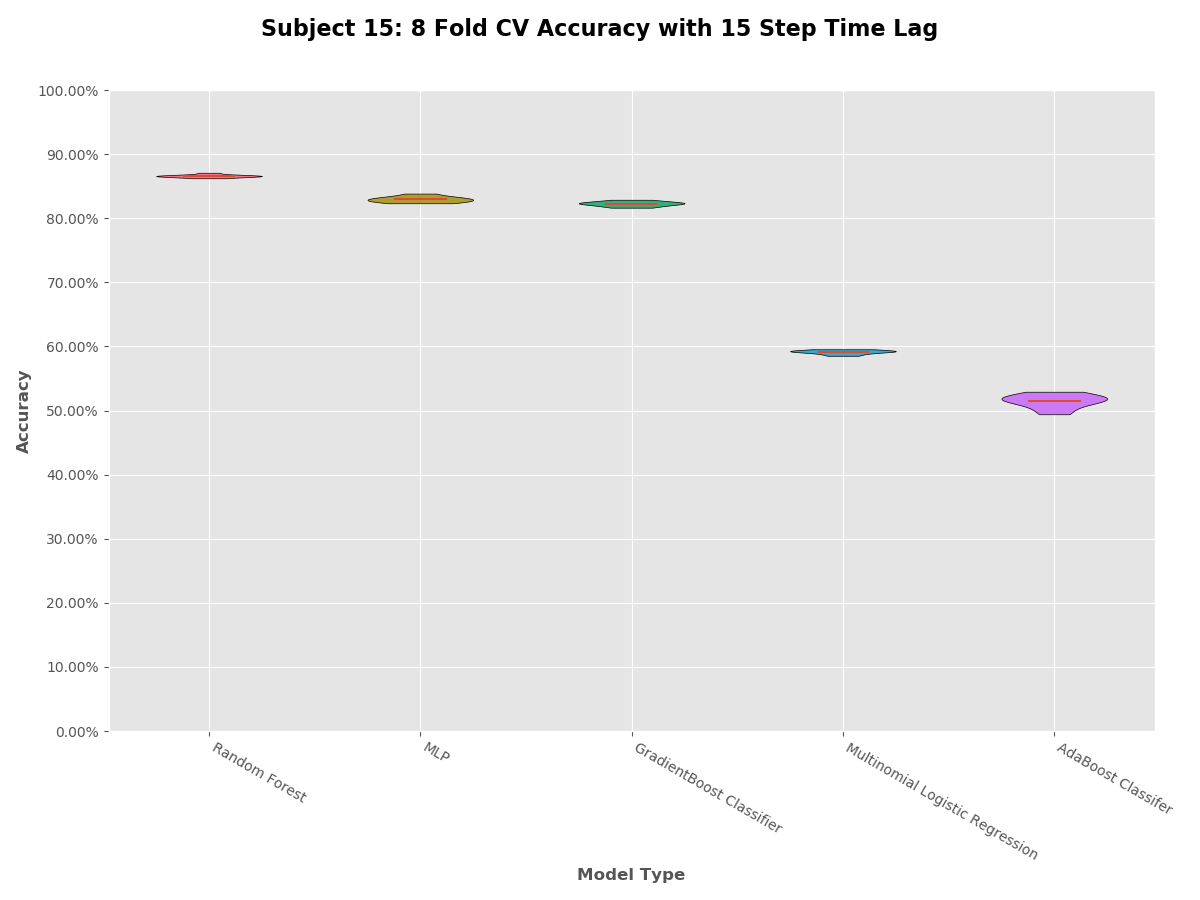 Subject 15: 8 Fold CV Accuracy with 15 Step Time Lag
100.00%
90.00%
80.00%
70.00%
60.00%
50.00%
40.00%
30.00%
20.00%
10.00%
0.00%
Accuracy
Random Forest
MLP
GradientBoost Classifier
Multinomial Logistic Regression
AdaBoost Classifer
Model Type